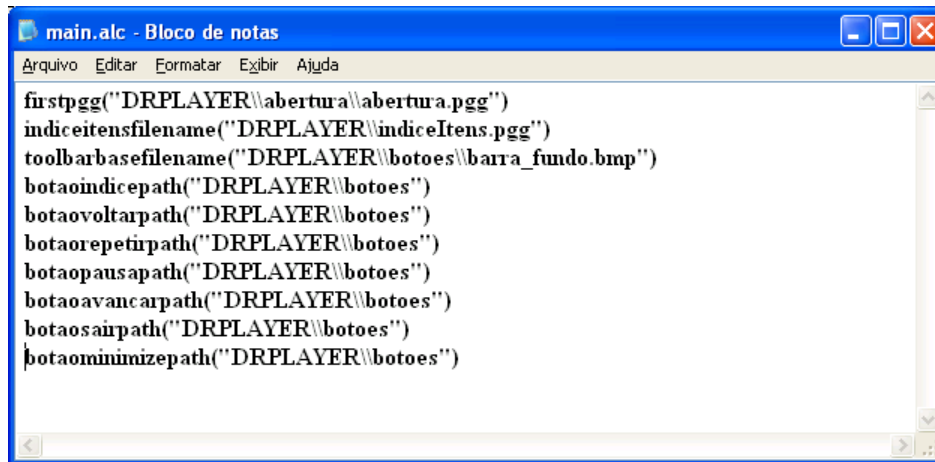 main.alc - Bloco de notas
Arquivo Editar Formatar Exibir Ajuda
firstpgg("DRPLAYER\\abertura\\abertura.pgg")
indiceitensfilename("DRPLAYER\\indiceItens.pgg")
toolbarbasefilename("DRPLAYER\\botoes\\barra_fundo.bmp")
botaoindicepath("DRPLAYER\\botoes")
botaovoltarpath("DRPLAYER\\botoes")
botaorepetirpath("DRPLAYER\\botoes")
botaopausapath("DRPLAYER\\botoes")
botaoavancarpath("DRPLAYER\\botoes")
botaosairpath("DRPLAYER\\botoes")
botaominimizepath("DRPLAYER\\botoes")